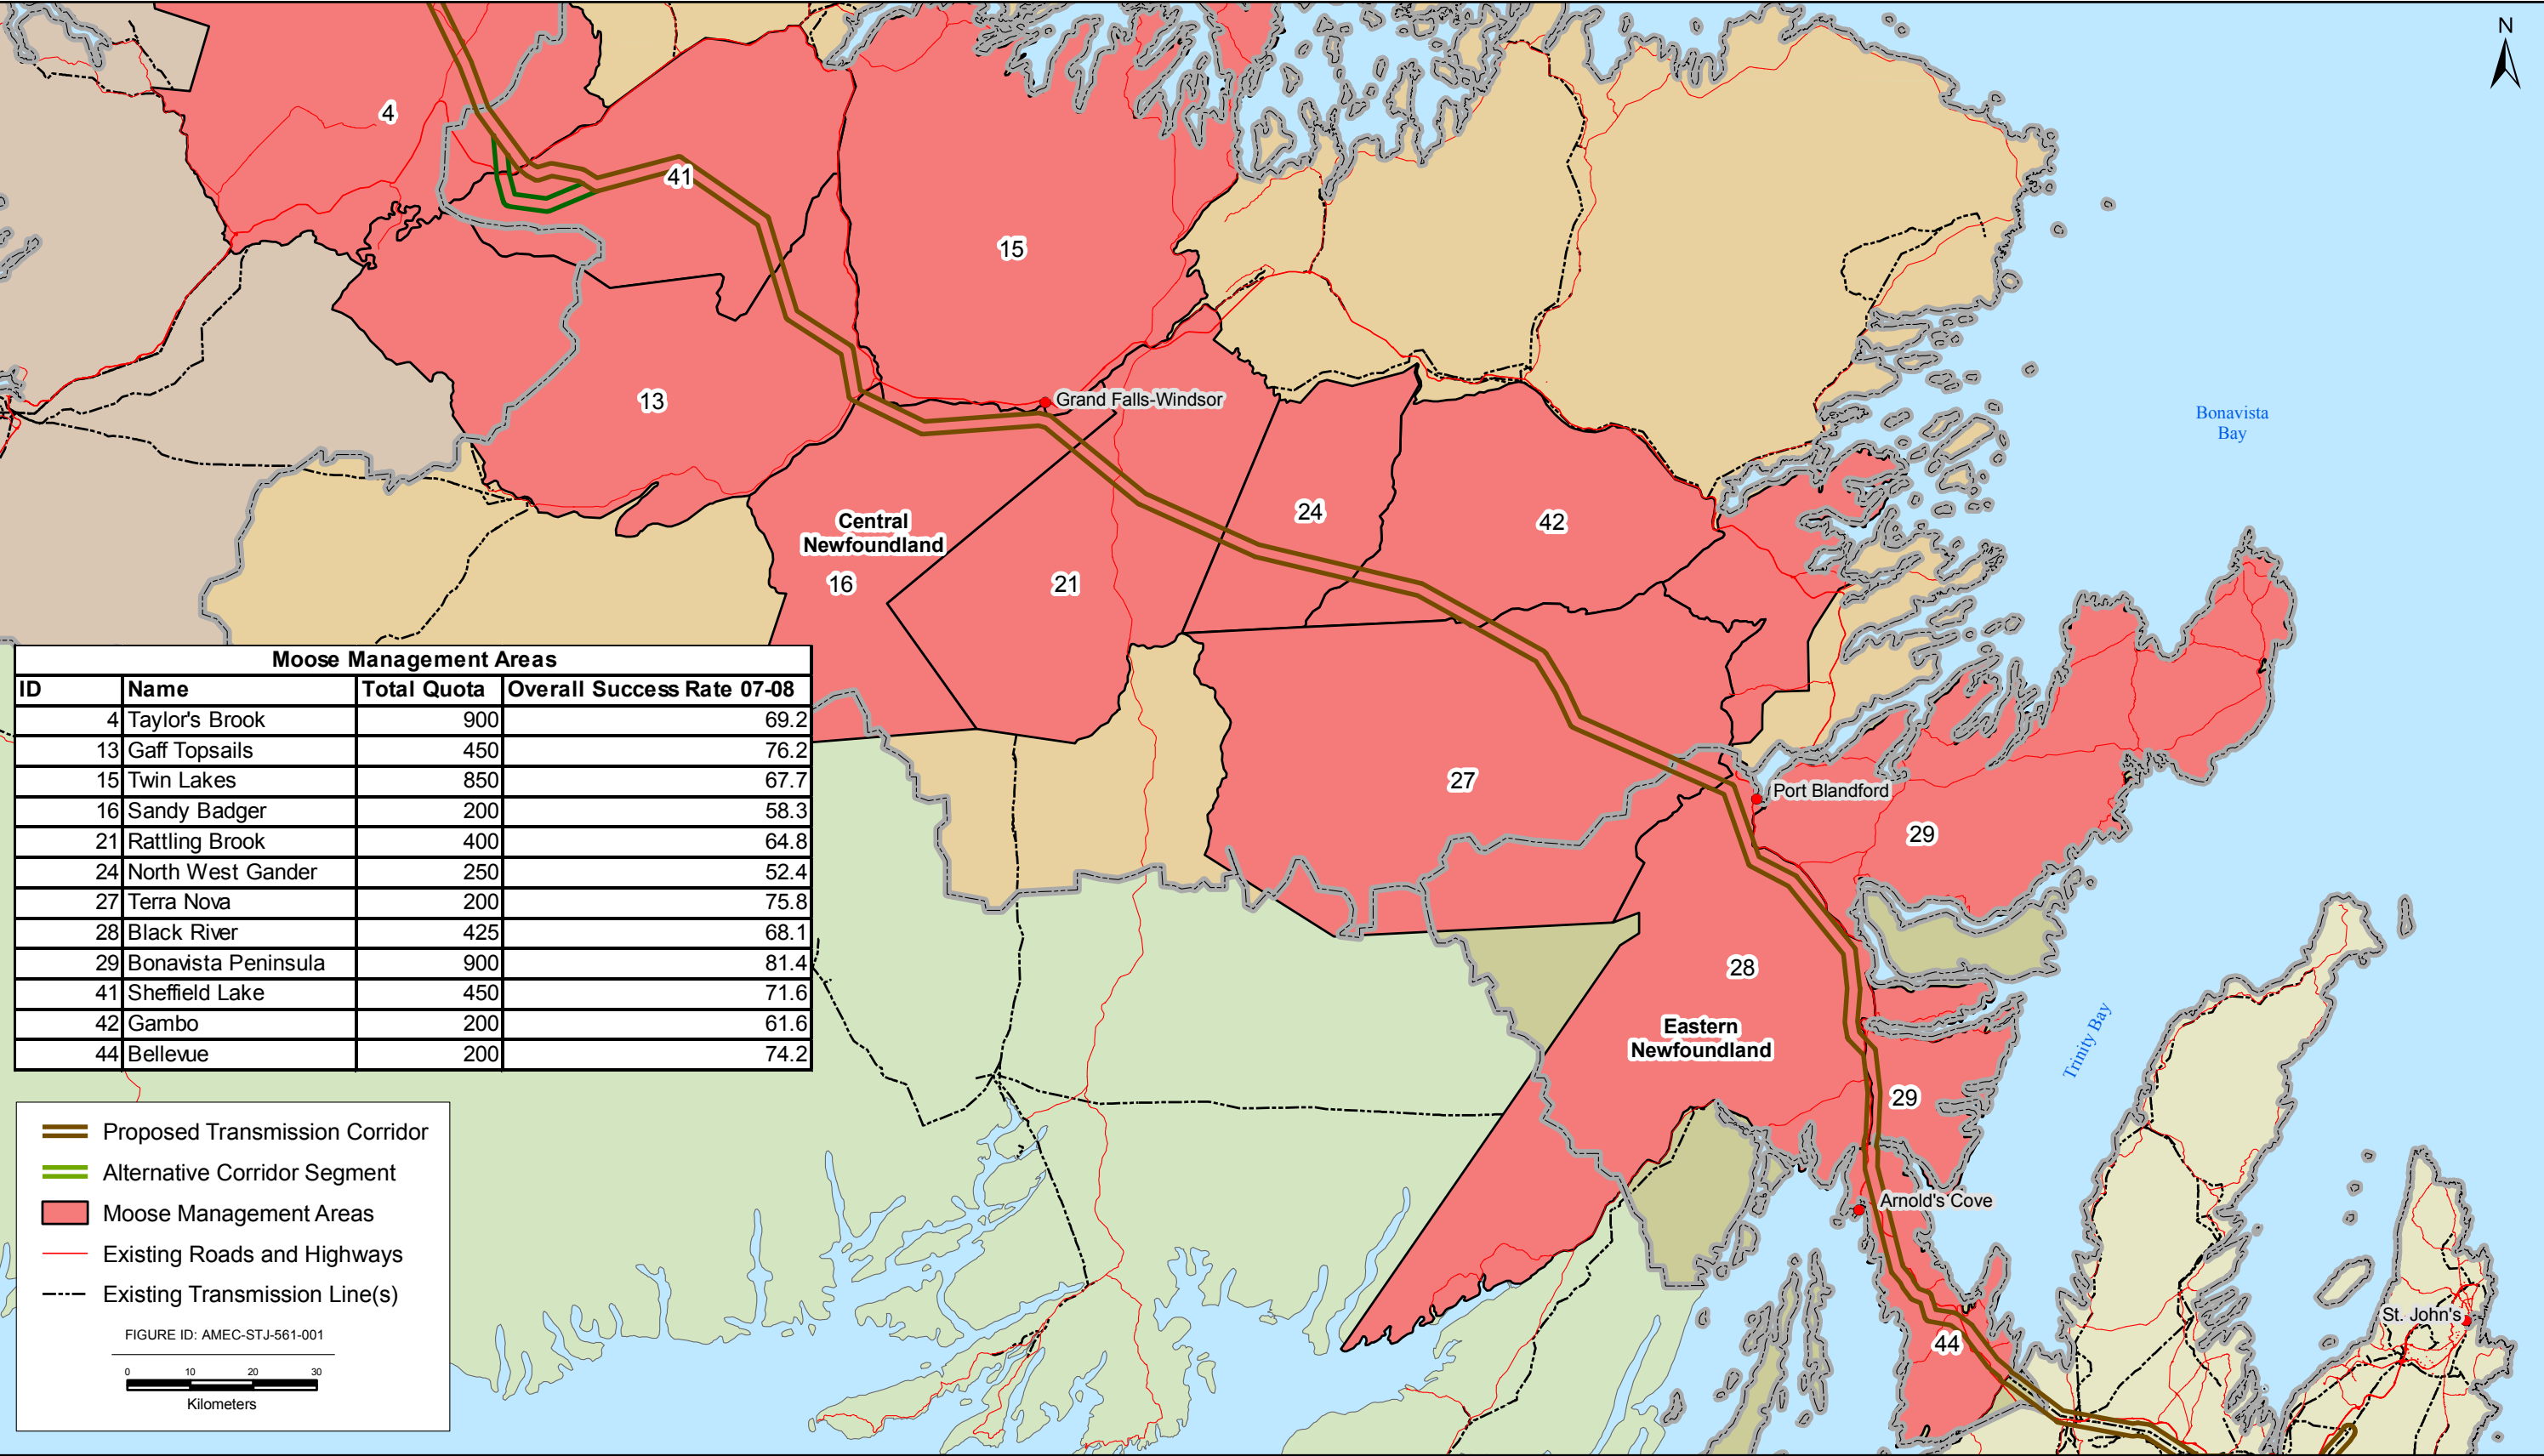 N
4
41
15
13
Grand Falls-Windsor
Bonavista
Bay
Central
Newfoundland
16
21
24
42
27
Port Blandford
29
28
Eastern
Newfoundland
29
Trinity Bay
Arnold's Cove
44
St. John's
Moose Management Areas
ID Name Total Quota Overall Success Rate 07-08
4 Taylor's Brook 900 69.2
13 Gaff Topsails 450 76.2
15 Twin Lakes 850 67.7
16 Sandy Badger 200 58.3
21 Rattling Brook 400 64.8
24 North West Gander 250 52.4
27 Terra Nova 200 75.8
28 Black River 425 68.1
29 Bonavista Peninsula 900 81.4
41 Sheffield Lake 450 71.6
42 Gambo 200 61.6
44 Bellevue 200 74.2
Proposed Transmission Corridor
Alternative Corridor Segment
Moose Management Areas
Existing Roads and Highways
Existing Transmission Line(s)
FIGURE ID: AMEC-STJ-561-001
0 10 20 30
Kilometers